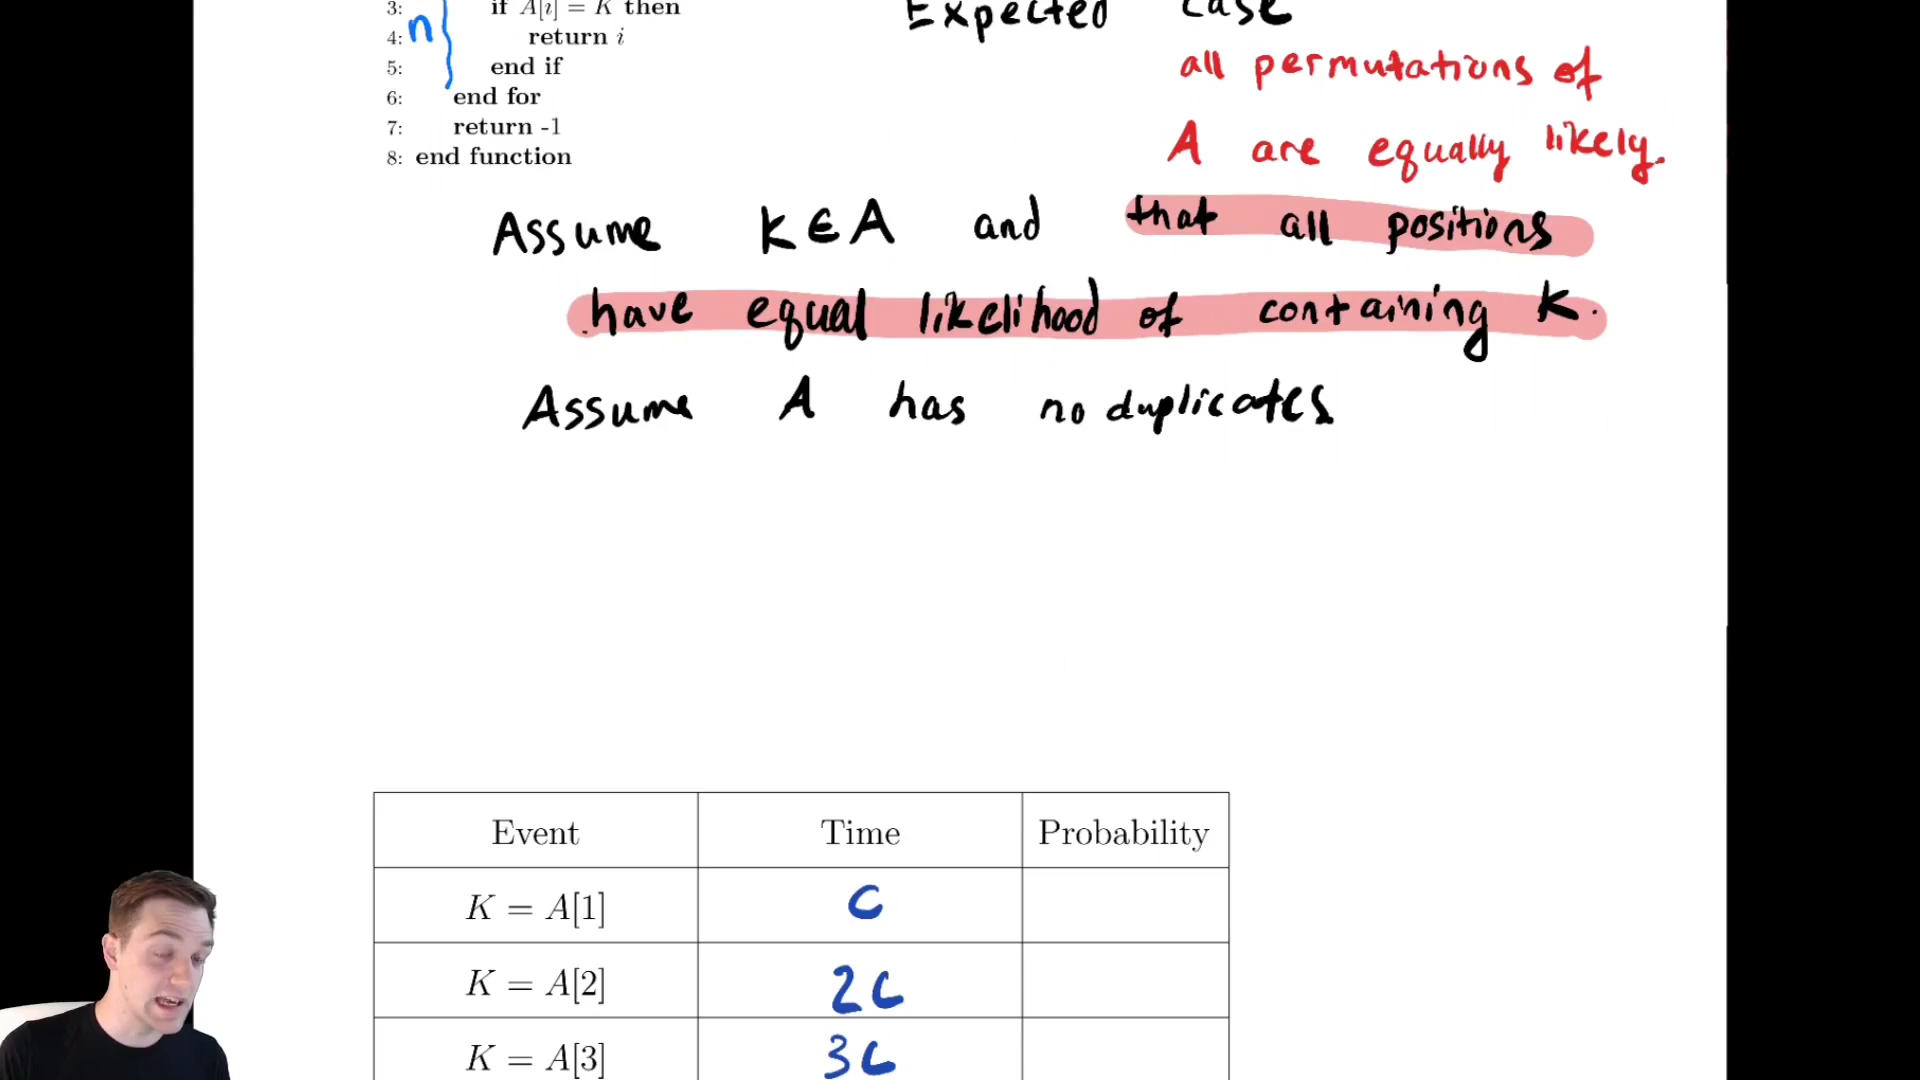 3: if A[i] = K then
4: return i
n
5: end if
6: end for
7: return -1
8: end function
Expected case
all permutations of
A are equally likely.
Assume K ∈ A and that all positions
have equal likelihood of containing K.
Assume A has no duplicates
Event Time Probability
K = A[1] C
K = A[2] 2C
K = A[3] 3C